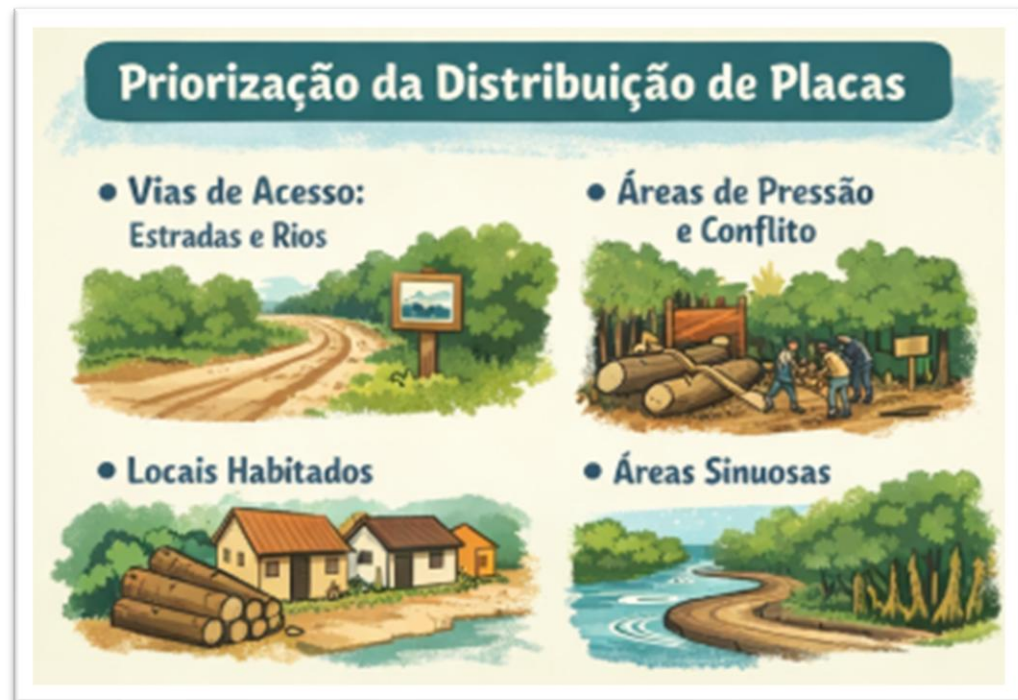 Priorização da Distribuição de Placas
• Vias de Acesso:
Estradas e Rios
• Áreas de Pressão
e Conflito
• Locais Habitados
• Áreas Sinuosas